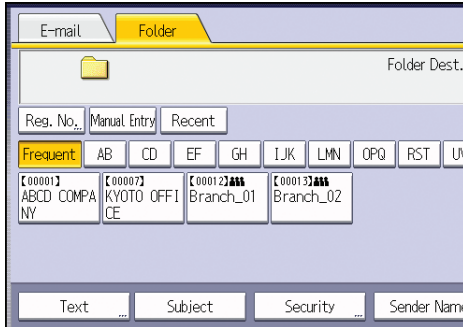 E-mail Folder
Folder Dest.
Reg. No. Manual Entry Recent
Frequent AB CD EF GH IJK LMN OPQ RST UV
【00001】 【00007】 【00012】 【00013】
ABCD COMPA KYOTO OFFI Branch_01 Branch_02
NY CE
Text Subject Security Sender Name